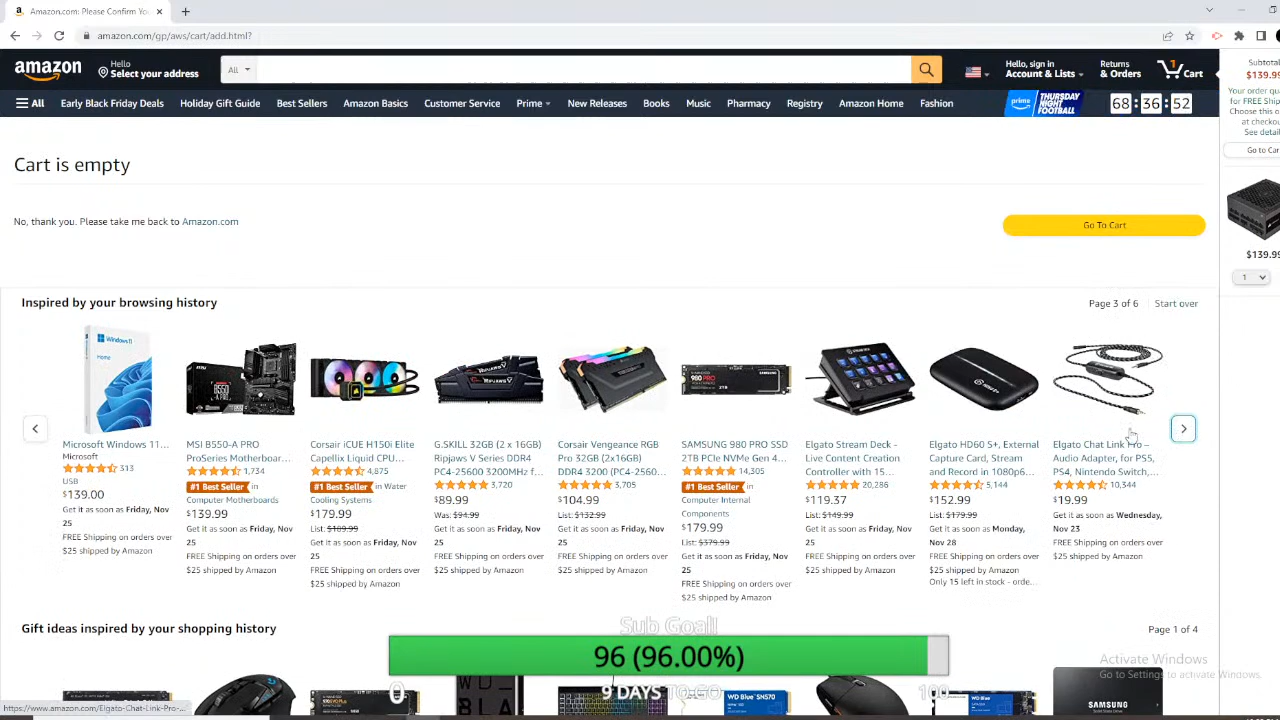 Amazon.com: Please Confirm Yo
amazon.com/gp/aws/cart/add.html?
amazon
Hello
Select your address
All
Hello, sign in
Account & Lists
Returns
& Orders
1
Cart
Subtotal
$139.99
Your order qu
for FREE Ship
Choose this o
at checkou
See detail
Go to Car
$139.99
1
All
Early Black Friday Deals
Holiday Gift Guide
Best Sellers
Amazon Basics
Customer Service
Prime
New Releases
Books
Music
Pharmacy
Registry
Amazon Home
Fashion
prime
THURSDAY NIGHT FOOTBALL
68:36:52
Cart is empty
No, thank you. Please take me back to Amazon.com
Go To Cart
Inspired by your browsing history
Page 3 of 6
Start over
Microsoft Windows 11...
Microsoft
313
USB
$139.00
Get it as soon as Friday, Nov
25
FREE Shipping on orders over
$25 shipped by Amazon
MSI B550-A PRO
ProSeries Motherboar...
1,734
#1 Best Seller in
Computer Motherboards
$139.99
Get it as soon as Friday, Nov
25
FREE Shipping on orders over
$25 shipped by Amazon
Corsair iCUE H150i Elite
Capellix Liquid CPU...
4,875
#1 Best Seller in Water
Cooling Systems
$179.99
List: $189.99
Get it as soon as Friday, Nov
25
FREE Shipping on orders over
$25 shipped by Amazon
G.SKILL 32GB (2 x 16GB)
Ripjaws V Series DDR4
PC4-25600 3200MHz f...
3,720
$89.99
Was: $94.99
Get it as soon as Friday, Nov
25
FREE Shipping on orders over
$25 shipped by Amazon
Corsair Vengeance RGB
Pro 32GB (2x16GB)
DDR4 3200 (PC4-2560...
3,705
$104.99
List: $132.99
Get it as soon as Friday, Nov
25
FREE Shipping on orders over
$25 shipped by Amazon
SAMSUNG 980 PRO SSD
2TB PCIe NVMe Gen 4...
14,305
#1 Best Seller in
Computer Internal
Components
$179.99
List: $379.99
Get it as soon as Friday, Nov
25
FREE Shipping on orders over
$25 shipped by Amazon
Elgato Stream Deck -
Live Content Creation
Controller with 15...
20,286
$119.37
List: $149.99
Get it as soon as Friday, Nov
25
FREE Shipping on orders over
$25 shipped by Amazon
Elgato HD60 S+, External
Capture Card, Stream
and Record in 1080p6...
5,144
$152.99
List: $179.99
Get it as soon as Monday,
Nov 28
FREE Shipping on orders over
$25 shipped by Amazon
Only 15 left in stock - orde...
Elgato Chat Link Pro –
Audio Adapter, for PS5,
PS4, Nintendo Switch,...
10,344
$19.99
Get it as soon as Wednesday,
Nov 23
FREE Shipping on orders over
$25 shipped by Amazon
Gift ideas inspired by your shopping history
Page 1 of 4
Sub Goal!
96 (96.00%)
0
9 DAYS TO GO
100
Activate Windows
Go to Settings to activate Windows.
WD Blue SN570
SAMSUNG
https://www.amazon.com/Elgato-Chat-Link-Pro-...